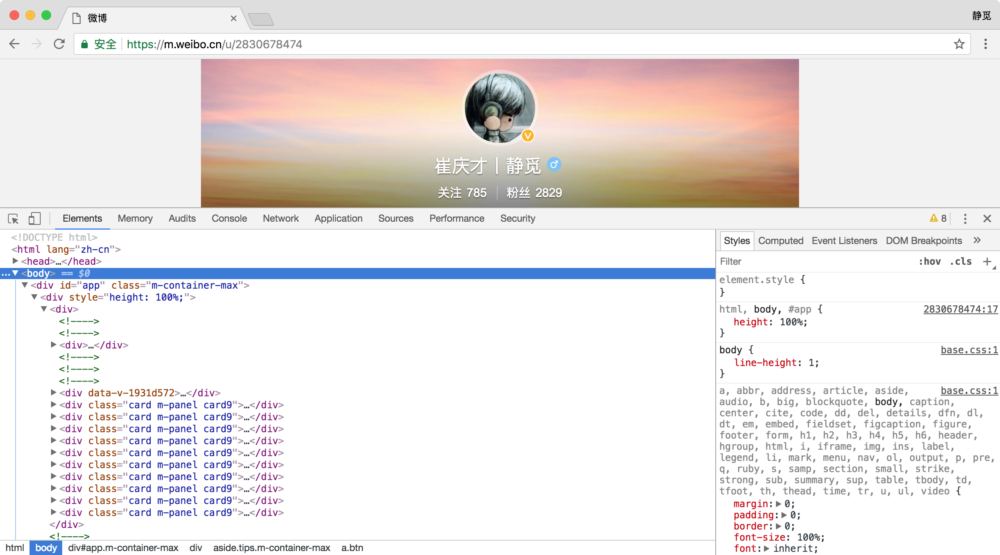 微博
静觅
安全 https://m.weibo.cn/u/2830678474
V
崔庆才丨静觅
关注 785 粉丝 2829
Elements Memory Audits Console Network Application Sources Performance Security 8
<!DOCTYPE html>
<html lang="zh-cn">
<head>…</head>
… <body> == $0
<div id="app" class="m-container-max">
<div style="height: 100%;">
<div>
<!---->
<!---->
<div>…</div>
<!---->
<!---->
<!---->
<div data-v-1931d572>…</div>
<div class="card m-panel card9">…</div>
<div class="card m-panel card9">…</div>
<div class="card m-panel card9">…</div>
<div class="card m-panel card9">…</div>
<div class="card m-panel card9">…</div>
<div class="card m-panel card9">…</div>
<div class="card m-panel card9">…</div>
<div class="card m-panel card9">…</div>
<div class="card m-panel card9">…</div>
<div class="card m-panel card9">…</div>
</div>
<!---->
html body div#app.m-container-max div aside.tips.m-container-max a.btn
Styles Computed Event Listeners DOM Breakpoints »
Filter :hov .cls +
element.style {
}
html, body, #app { 2830678474:17
height: 100%;
}
body { base.css:1
line-height: 1;
}
a, abbr, address, article, aside, base.css:1
audio, b, big, blockquote, body, caption,
center, cite, code, dd, del, details, dfn, dl,
dt, em, embed, fieldset, figcaption, figure,
footer, form, h1, h2, h3, h4, h5, h6, header,
hgroup, html, i, iframe, img, ins, label,
legend, li, mark, menu, nav, ol, output, p, pre,
q, ruby, s, samp, section, small, strike,
strong, sub, summary, sup, table, tbody, td,
tfoot, th, thead, time, tr, u, ul, video {
margin: 0;
padding: 0;
border: 0;
font-size: 100%;
font: inherit;